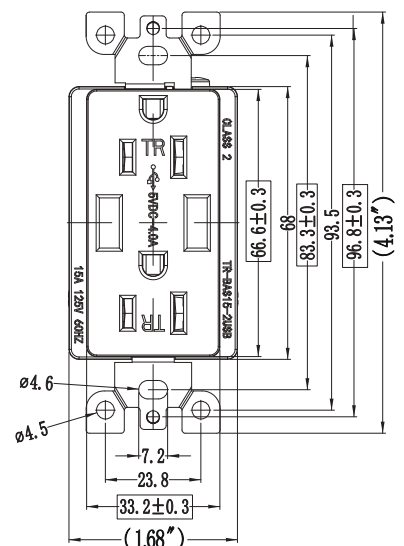 CLASS 2
TR
5VDC 4.0A
TR
15A 125V 60HZ
TR-BAS15-2USB
66.6±0.3
68
83.3±0.3
93.5
96.8±0.3
(4.13")
ø4.6
ø4.5
7.2
23.8
33.2±0.3
(1.68")